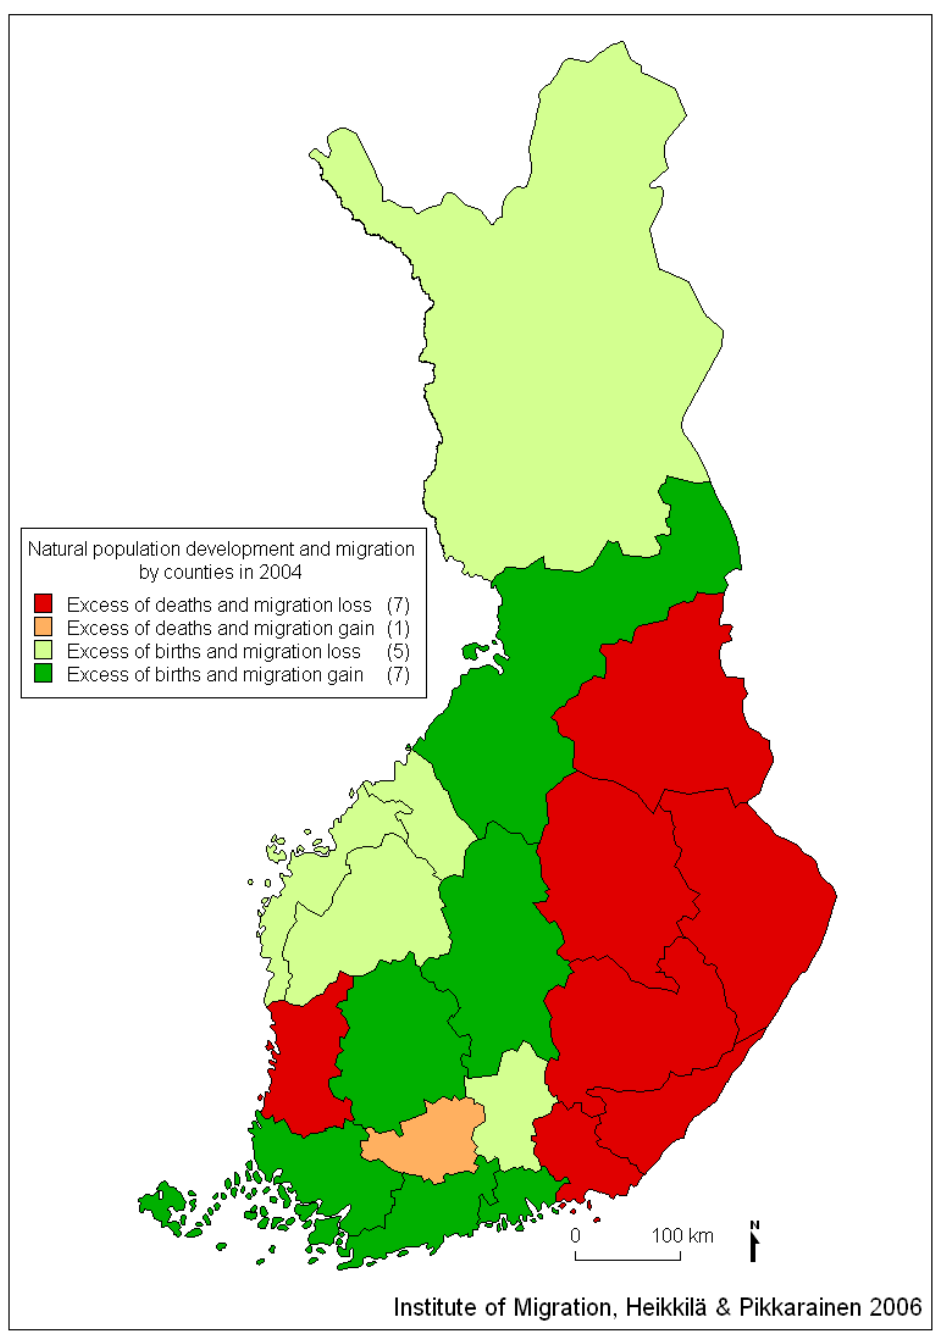 Natural population development and migration
by counties in 2004
Excess of deaths and migration loss (7)
Excess of deaths and migration gain (1)
Excess of births and migration loss (5)
Excess of births and migration gain (7)
0 100 km
N
Institute of Migration, Heikkilä & Pikkarainen 2006